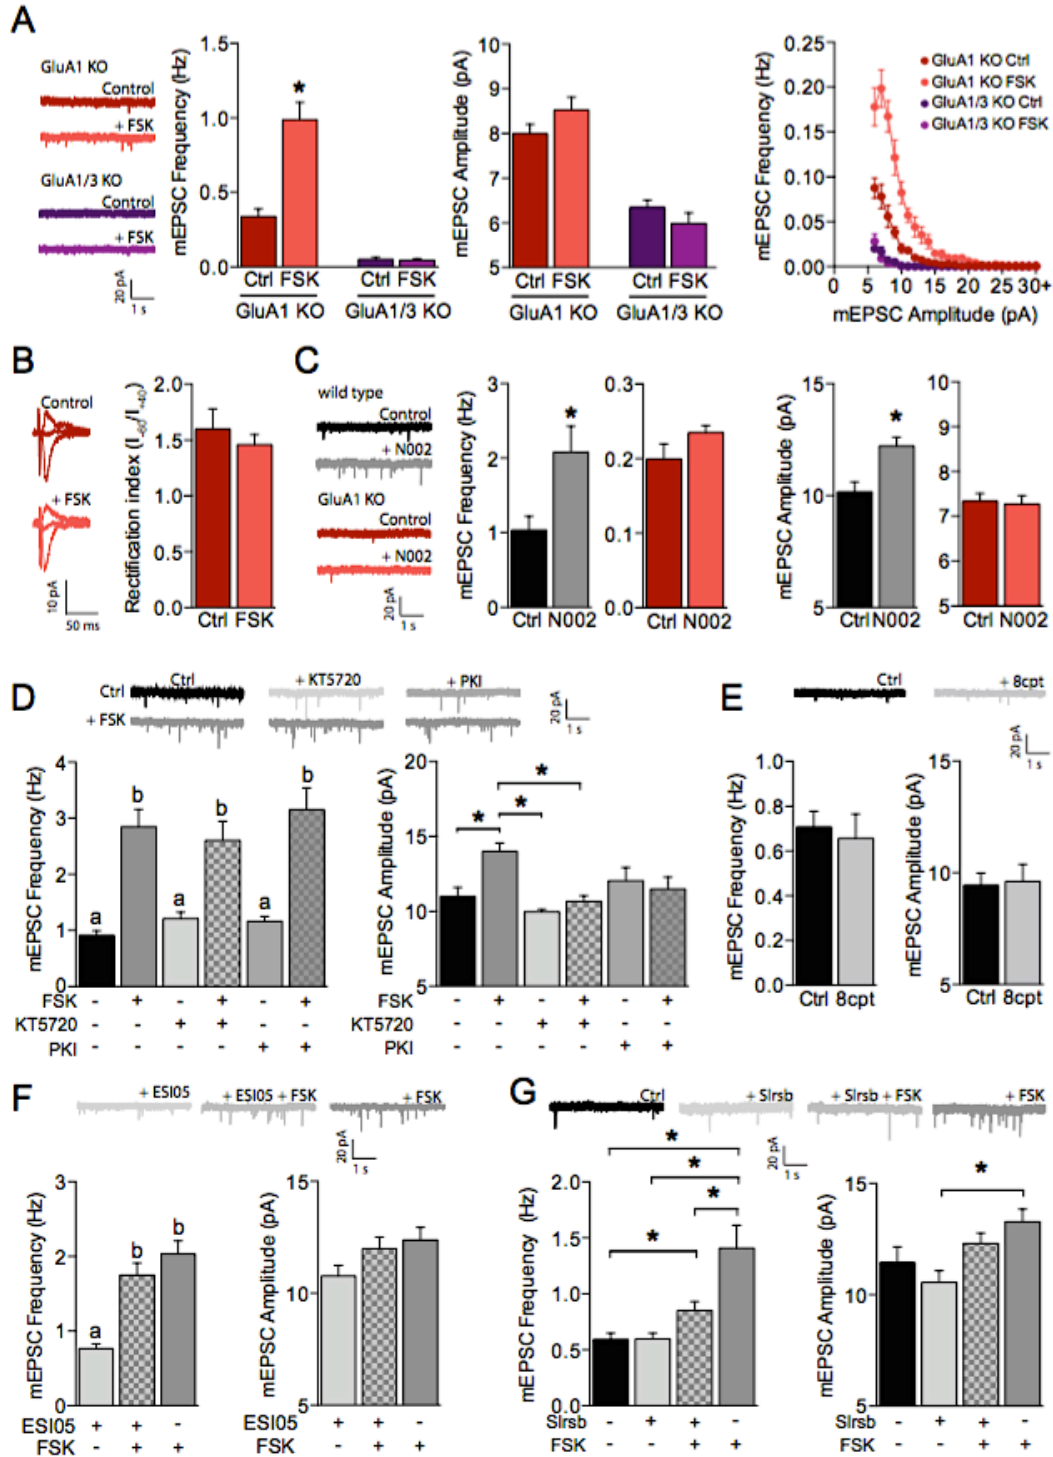 A
GluA1 KO
Control
+ FSK
GluA1/3 KO
Control
+ FSK
20 pA
1 s
mEPSC Frequency (Hz)
1.5
1.0
0.5
0.0
*
Ctrl FSK Ctrl FSK
GluA1 KO GluA1/3 KO
mEPSC Amplitude (pA)
10
9
8
7
6
5
Ctrl FSK Ctrl FSK
GluA1 KO GluA1/3 KO
mEPSC Frequency (Hz)
0.25
0.20
0.15
0.10
0.05
0.00
GluA1 KO Ctrl
GluA1 KO FSK
GluA1/3 KO Ctrl
GluA1/3 KO FSK
0 5 10 15 20 25 30+
mEPSC Amplitude (pA)
B
Control
+ FSK
10 pA
50 ms
Rectification index (I-60/I+40)
2.0
1.5
1.0
0.5
0.0
Ctrl FSK
C
wild type
Control
+ N002
GluA1 KO
Control
+ N002
20 pA
1 s
mEPSC Frequency (Hz)
3
2
1
0
*
Ctrl N002
0.3
0.2
0.1
0.0
Ctrl N002
mEPSC Amplitude (pA)
15
10
5
*
Ctrl N002
10
9
8
7
6
5
Ctrl N002
D
Ctrl
Ctrl
+ KT5720
+ PKI
+ FSK
20 pA
1 s
mEPSC Frequency (Hz)
4
3
2
1
0
a b a b a b
FSK - + - + - +
KT5720 - - + + - -
PKI - - - - + +
mEPSC Amplitude (pA)
20
15
10
5
* * *
FSK - + - + - +
KT5720 - - + + - -
PKI - - - - + +
E
Ctrl
+ 8cpt
20 pA
1 s
mEPSC Frequency (Hz)
1.0
0.8
0.6
0.4
0.2
0.0
Ctrl 8cpt
mEPSC Amplitude (pA)
15
10
5
Ctrl 8cpt
F
+ ESI05
+ ESI05 + FSK
+ FSK
20 pA
1 s
mEPSC Frequency (Hz)
3
2
1
0
a b b
ESI05 + + -
FSK - + +
mEPSC Amplitude (pA)
15
10
5
ESI05 + + -
FSK - + +
G
Ctrl
+ Slrsb
+ Slrsb + FSK
+ FSK
20 pA
1 s
mEPSC Frequency (Hz)
2.0
1.5
1.0
0.5
0.0
* * * *
Slrsb - + + -
FSK - - + +
mEPSC Amplitude (pA)
15
10
5
*
Slrsb - + + -
FSK - - + +